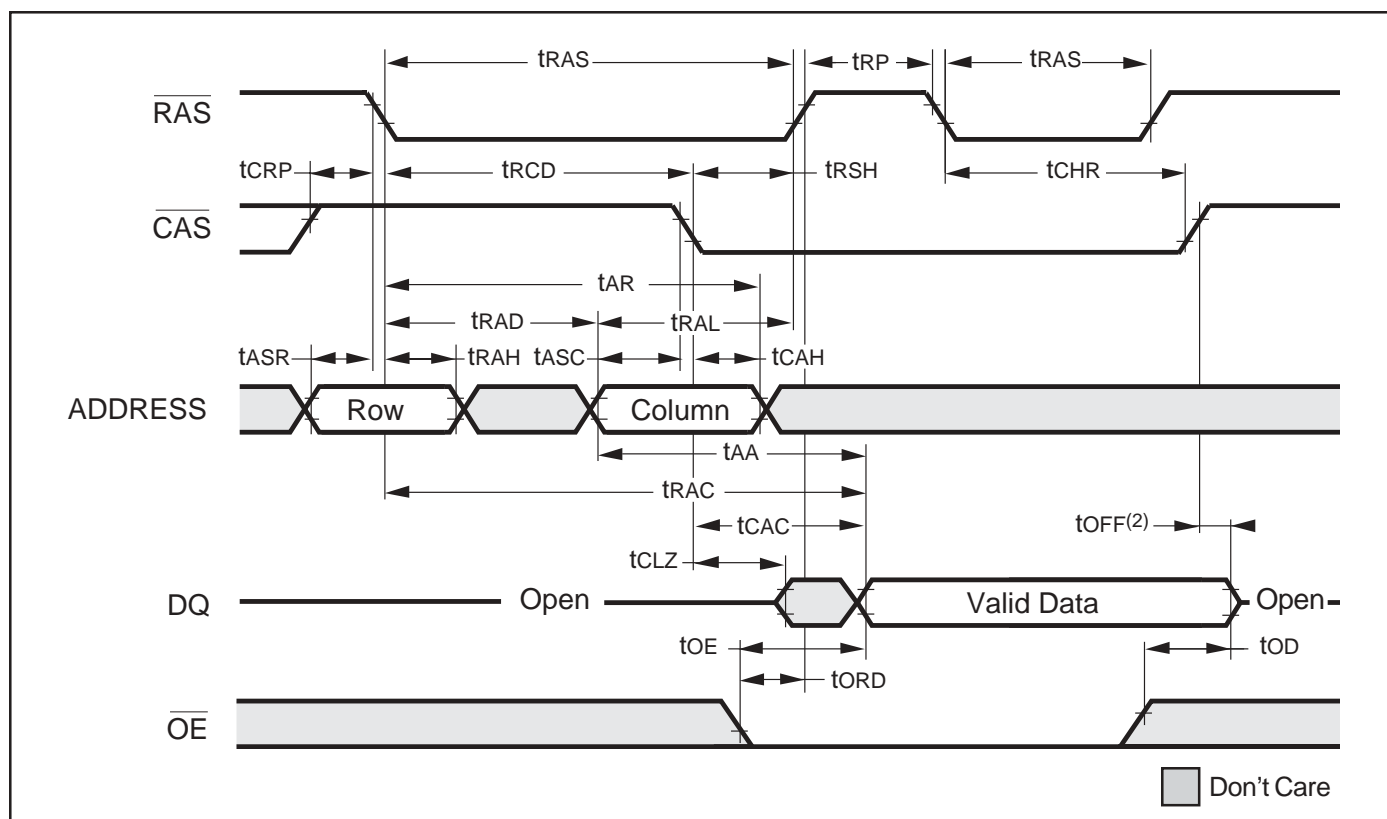 tRAS tRP tRAS
RAS
tCRP tRCD tRSH tCHR
CAS
tAR
tRAD tRAL
tASR tRAH tASC tCAH
ADDRESS Row Column
tAA
tRAC
tCAC tOFF(2)
tCLZ
DQ Open Valid Data Open
tOE tOD
tORD
OE
Don't Care